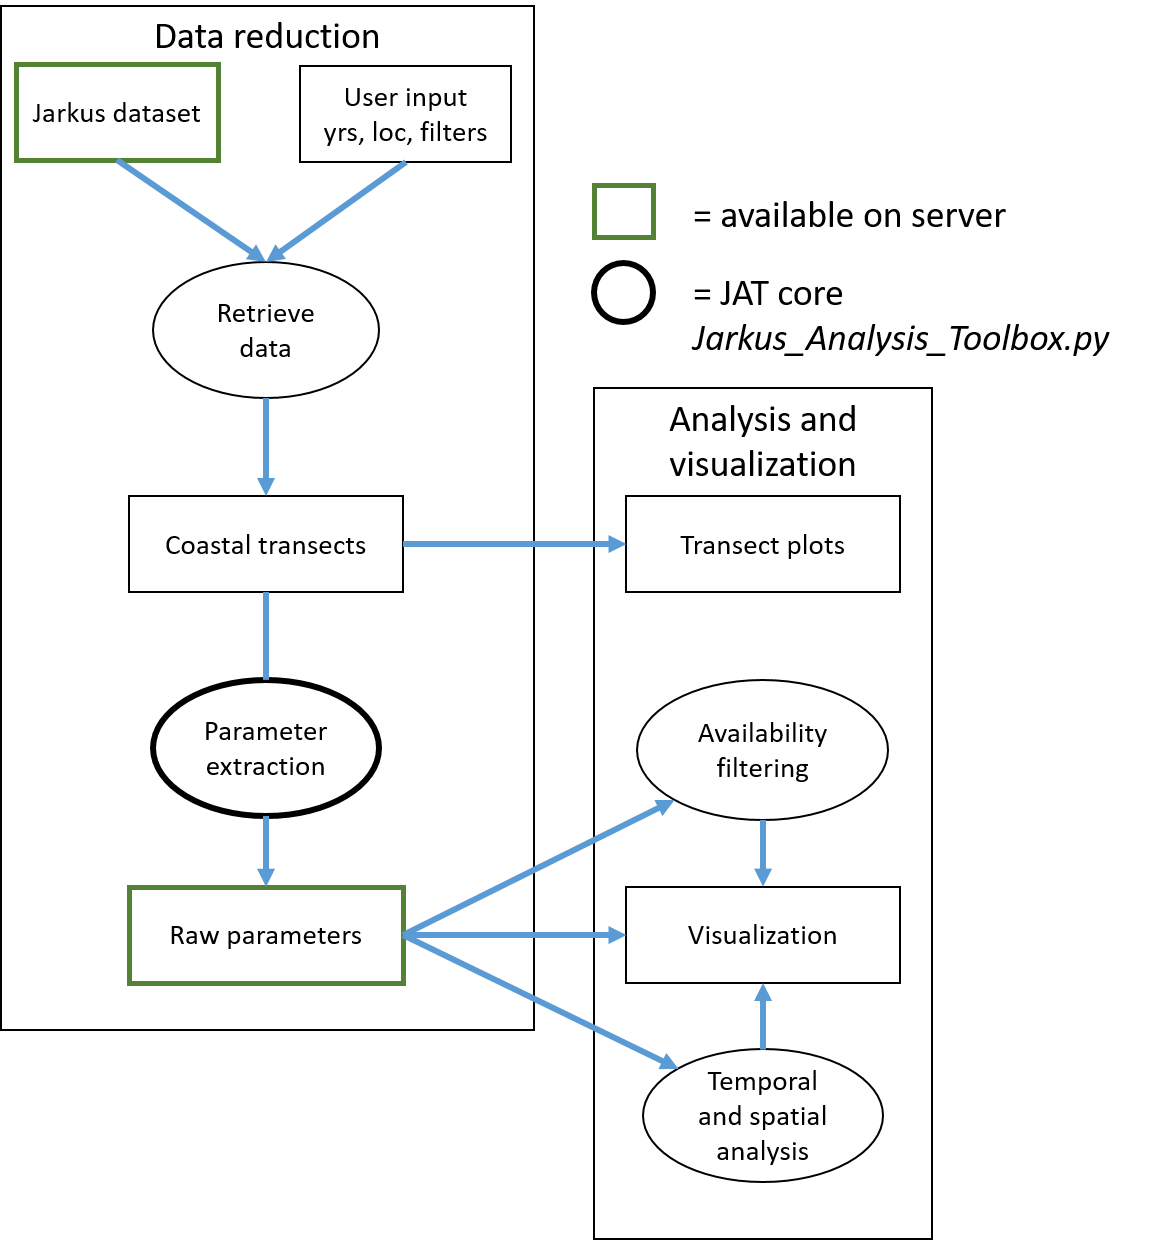 Data reduction
Jarkus dataset
User input
yrs, loc, filters
Retrieve
data
Coastal transects
Parameter
extraction
Raw parameters
= available on server
= JAT core
Jarkus_Analysis_Toolbox.py
Analysis and
visualization
Transect plots
Availability
filtering
Visualization
Temporal
and spatial
analysis